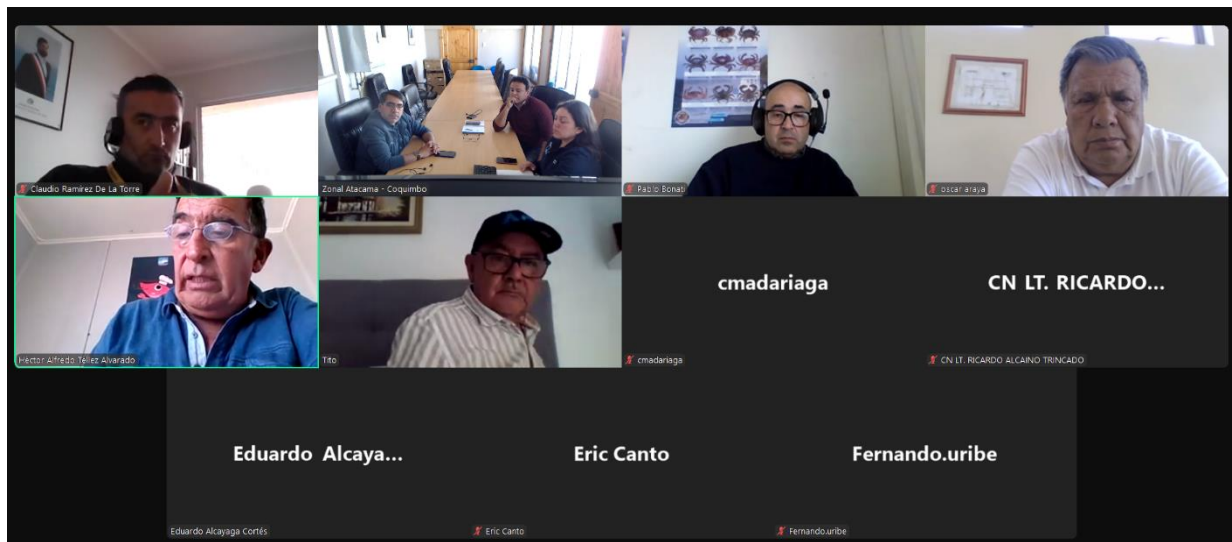 Claudio Ramírez De La Torre
Zonal Atacama - Coquimbo
Pablo Bonati
oscar araya
Héctor Alfredo Téllez Alvarado
Tito
cmadariaga
cmadariaga
CN LT. RICARDO...
CN LT. RICARDO ALCAINO TRINCADO
Eduardo Alcaya...
Eduardo Alcayaga Cortés
Eric Canto
Eric Canto
Fernando.uribe
Fernando.uribe